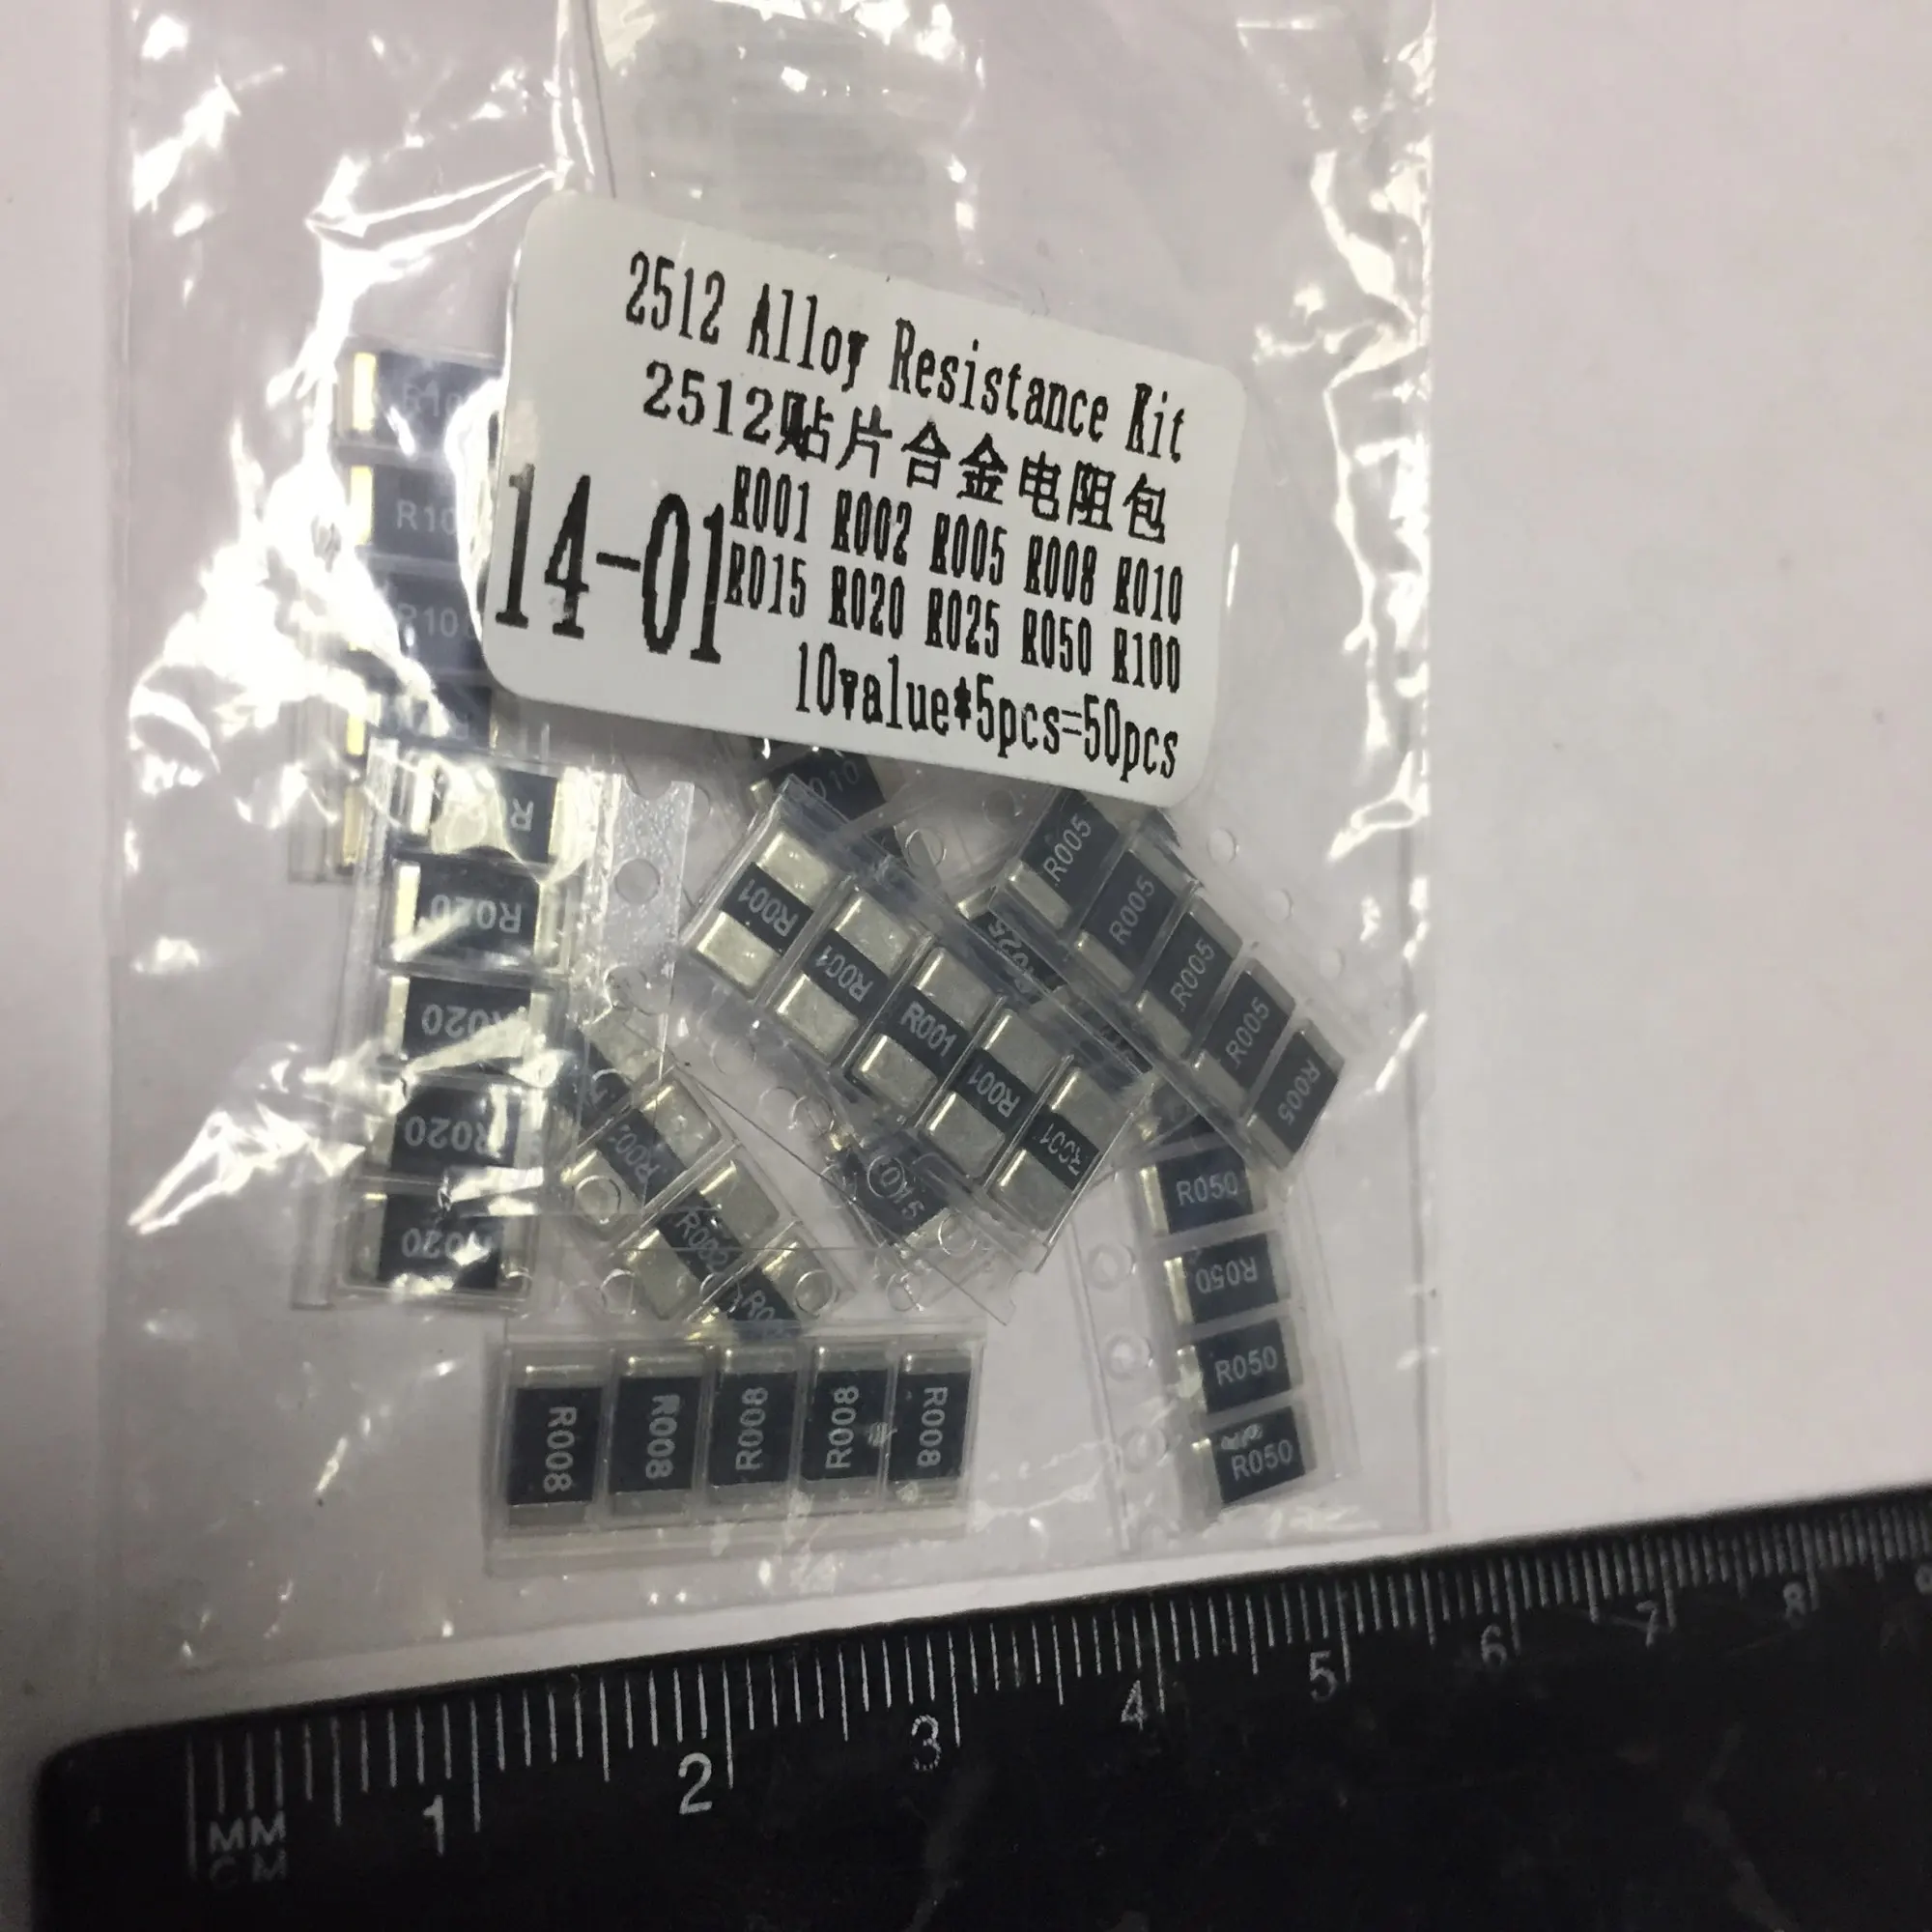 2512 Alloy Resistance Kit
2512贴片合金电阻包
14-01
R001 R002 R005 R008 R010
R015 R020 R025 R050 R100
10value*5pcs=50pcs
R10
R10
R020
R020
R020
R020
R001
R001
R001
R001
R001
R005
R005
R005
R005
R005
R002
R050
R050
R050
R050
R008
R008
R008
R008
R008
1
2
3
4
5
6
7
8
MM
CM